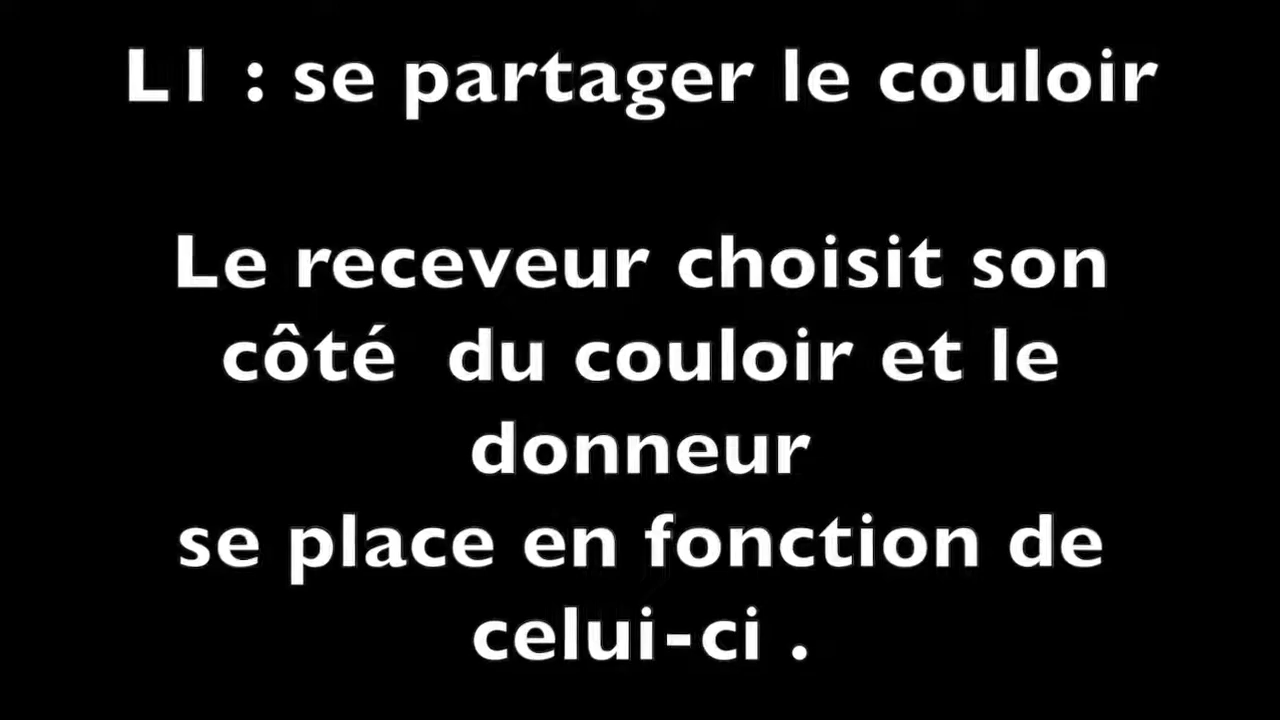 L1 : se partager le couloir
Le receveur choisit son
côté  du couloir et le
donneur
se place en fonction de
celui-ci .